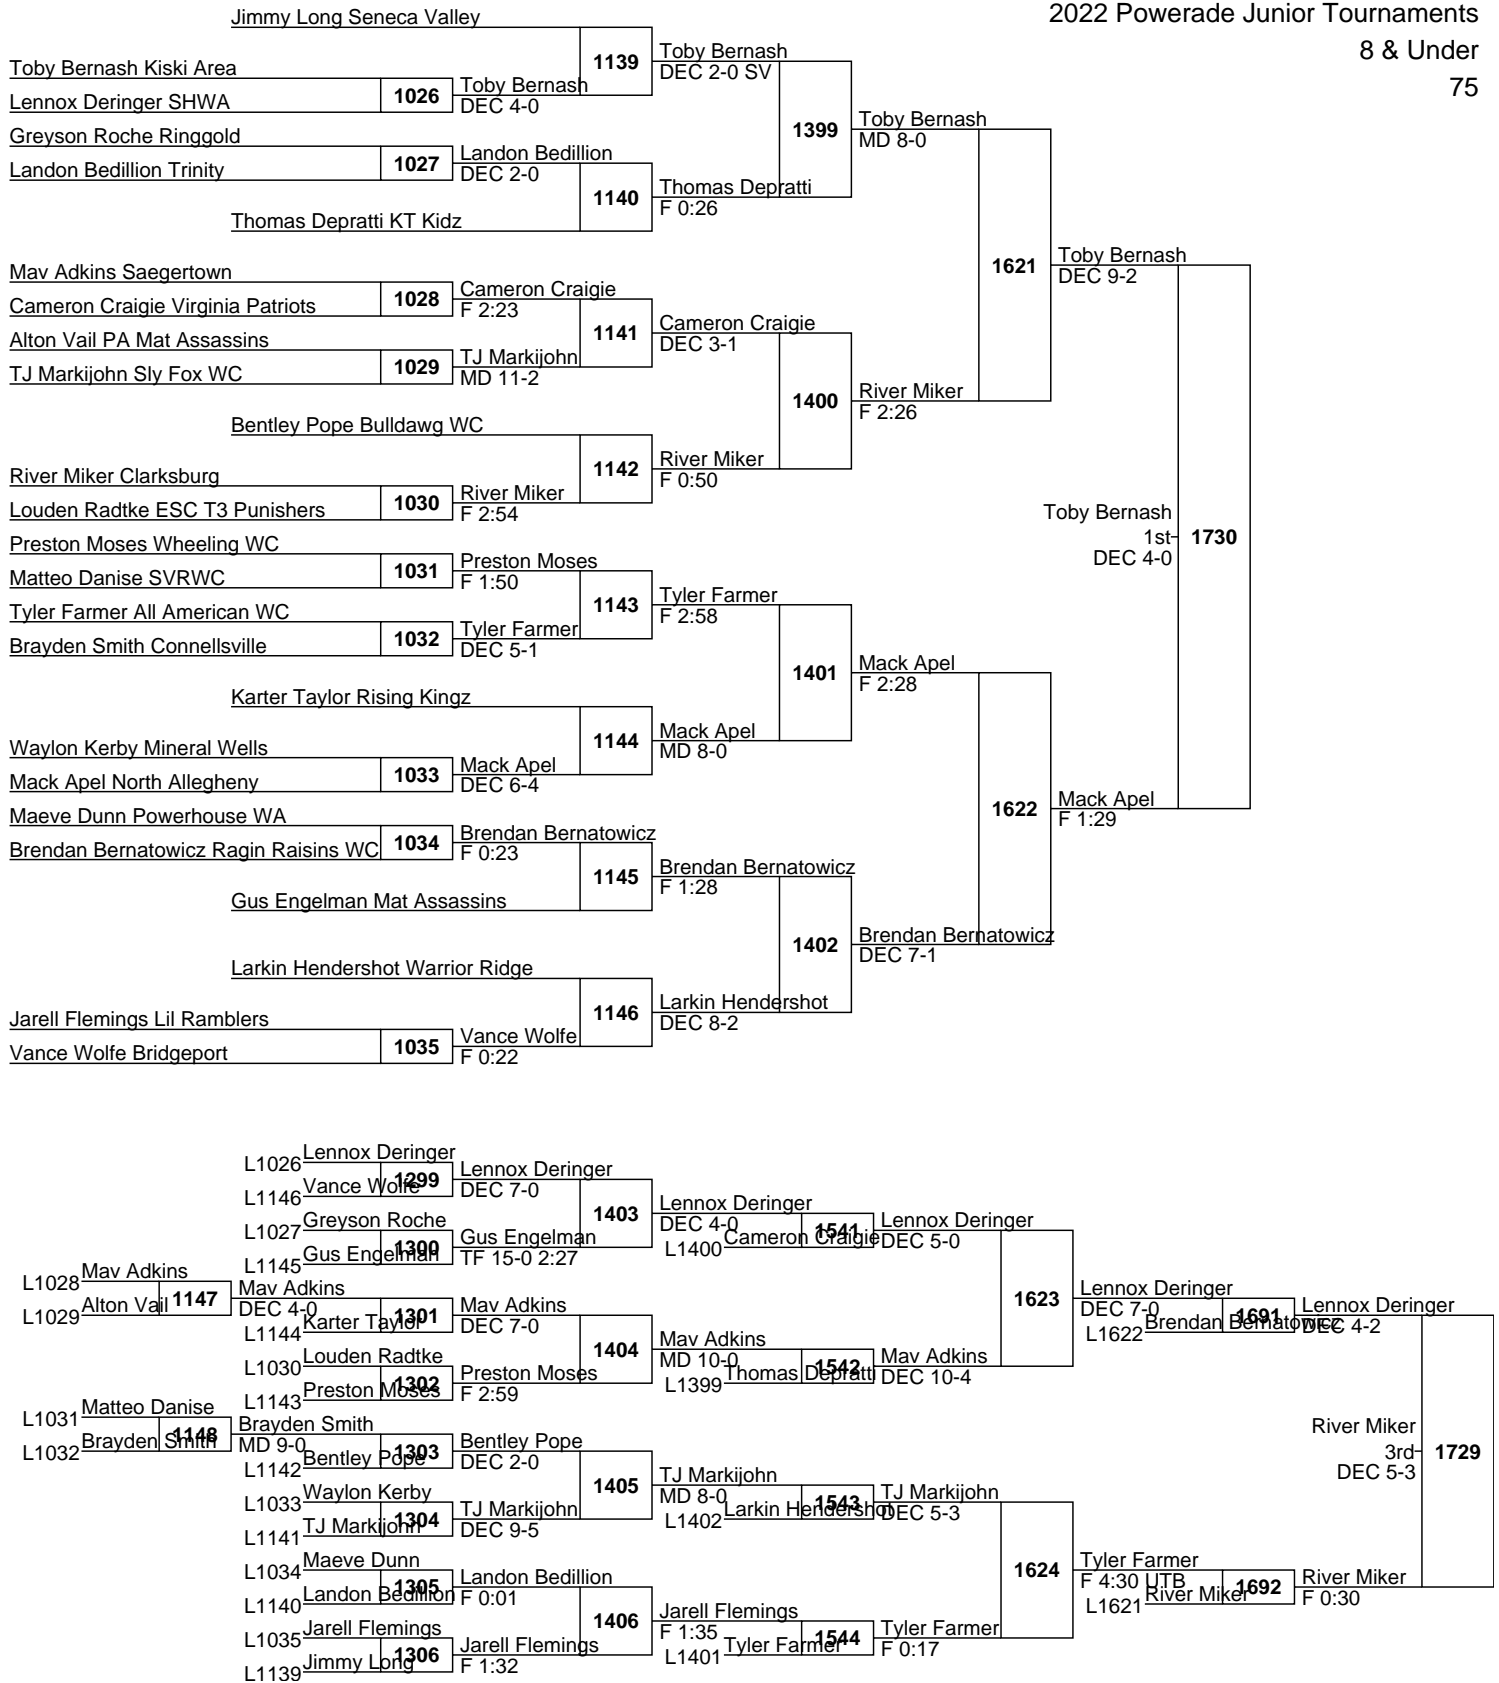 2022 Powerade Junior Tournaments
8 & Under
75
Jimmy Long Seneca Valley
1139
Toby Bernash
DEC 2-0 SV
Toby Bernash Kiski Area
Lennox Deringer SHWA
1026
Toby Bernash
DEC 4-0
Greyson Roche Ringgold
Landon Bedillion Trinity
1027
Landon Bedillion
DEC 2-0
1140
Thomas Depratti
F 0:26
Thomas Depratti KT Kidz
1399
Toby Bernash
MD 8-0
Mav Adkins Saegertown
Cameron Craigie Virginia Patriots
1028
Cameron Craigie
F 2:23
1141
Cameron Craigie
DEC 3-1
Alton Vail PA Mat Assassins
TJ Markijohn Sly Fox WC
1029
TJ Markijohn
MD 11-2
1400
River Miker
F 2:26
Bentley Pope Bulldawg WC
1142
River Miker
F 0:50
River Miker Clarksburg
Louden Radtke ESC T3 Punishers
1030
River Miker
F 2:54
1621
Toby Bernash
DEC 9-2
Preston Moses Wheeling WC
Matteo Danise SVRWC
1031
Preston Moses
F 1:50
1143
Tyler Farmer
F 2:58
Tyler Farmer All American WC
Brayden Smith Connellsville
1032
Tyler Farmer
DEC 5-1
1401
Mack Apel
F 2:28
Karter Taylor Rising Kingz
1144
Mack Apel
MD 8-0
Waylon Kerby Mineral Wells
Mack Apel North Allegheny
1033
Mack Apel
DEC 6-4
Maeve Dunn Powerhouse WA
Brendan Bernatowicz Ragin Raisins WC
1034
Brendan Bernatowicz
F 0:23
1145
Brendan Bernatowicz
F 1:28
Gus Engelman Mat Assassins
1402
Brendan Bernatowicz
DEC 7-1
Larkin Hendershot Warrior Ridge
1146
Larkin Hendershot
DEC 8-2
Jarell Flemings Lil Ramblers
Vance Wolfe Bridgeport
1035
Vance Wolfe
F 0:22
1622
Mack Apel
F 1:29
Toby Bernash
1st
DEC 4-0
1730
L1026
Lennox Deringer
1299
L1146
Vance Wolfe
Lennox Deringer
DEC 7-0
L1027
Greyson Roche
1300
L1145
Gus Engelman
Gus Engelman
TF 15-0 2:27
1403
Lennox Deringer
DEC 4-0
L1400
Cameron Craigie
1541
Lennox Deringer
DEC 5-0
L1028
Mav Adkins
1147
L1029
Alton Vail
Mav Adkins
DEC 4-0
1301
L1144
Karter Taylor
Mav Adkins
DEC 7-0
L1030
Louden Radtke
1302
L1143
Preston Moses
Preston Moses
F 2:59
1404
Mav Adkins
MD 10-0
L1399
Thomas Depratti
1542
Mav Adkins
DEC 10-4
1623
Lennox Deringer
DEC 7-0
L1622
Brendan Bernatowicz
1691
Lennox Deringer
DEC 4-2
L1031
Matteo Danise
1148
L1032
Brayden Smith
Brayden Smith
MD 9-0
1303
L1142
Bentley Pope
Bentley Pope
DEC 2-0
L1033
Waylon Kerby
1304
L1141
TJ Markijohn
TJ Markijohn
DEC 9-5
1405
TJ Markijohn
MD 8-0
L1402
Larkin Hendershot
1543
TJ Markijohn
DEC 5-3
L1034
Maeve Dunn
1305
L1140
Landon Bedillion
Landon Bedillion
F 0:01
L1035
Jarell Flemings
1306
L1139
Jimmy Long
Jarell Flemings
F 1:32
1406
Jarell Flemings
F 1:35
L1401
Tyler Farmer
1544
Tyler Farmer
F 0:17
1624
Tyler Farmer
F 4:30 UTB
L1621
River Miker
1692
River Miker
F 0:30
River Miker
3rd
DEC 5-3
1729